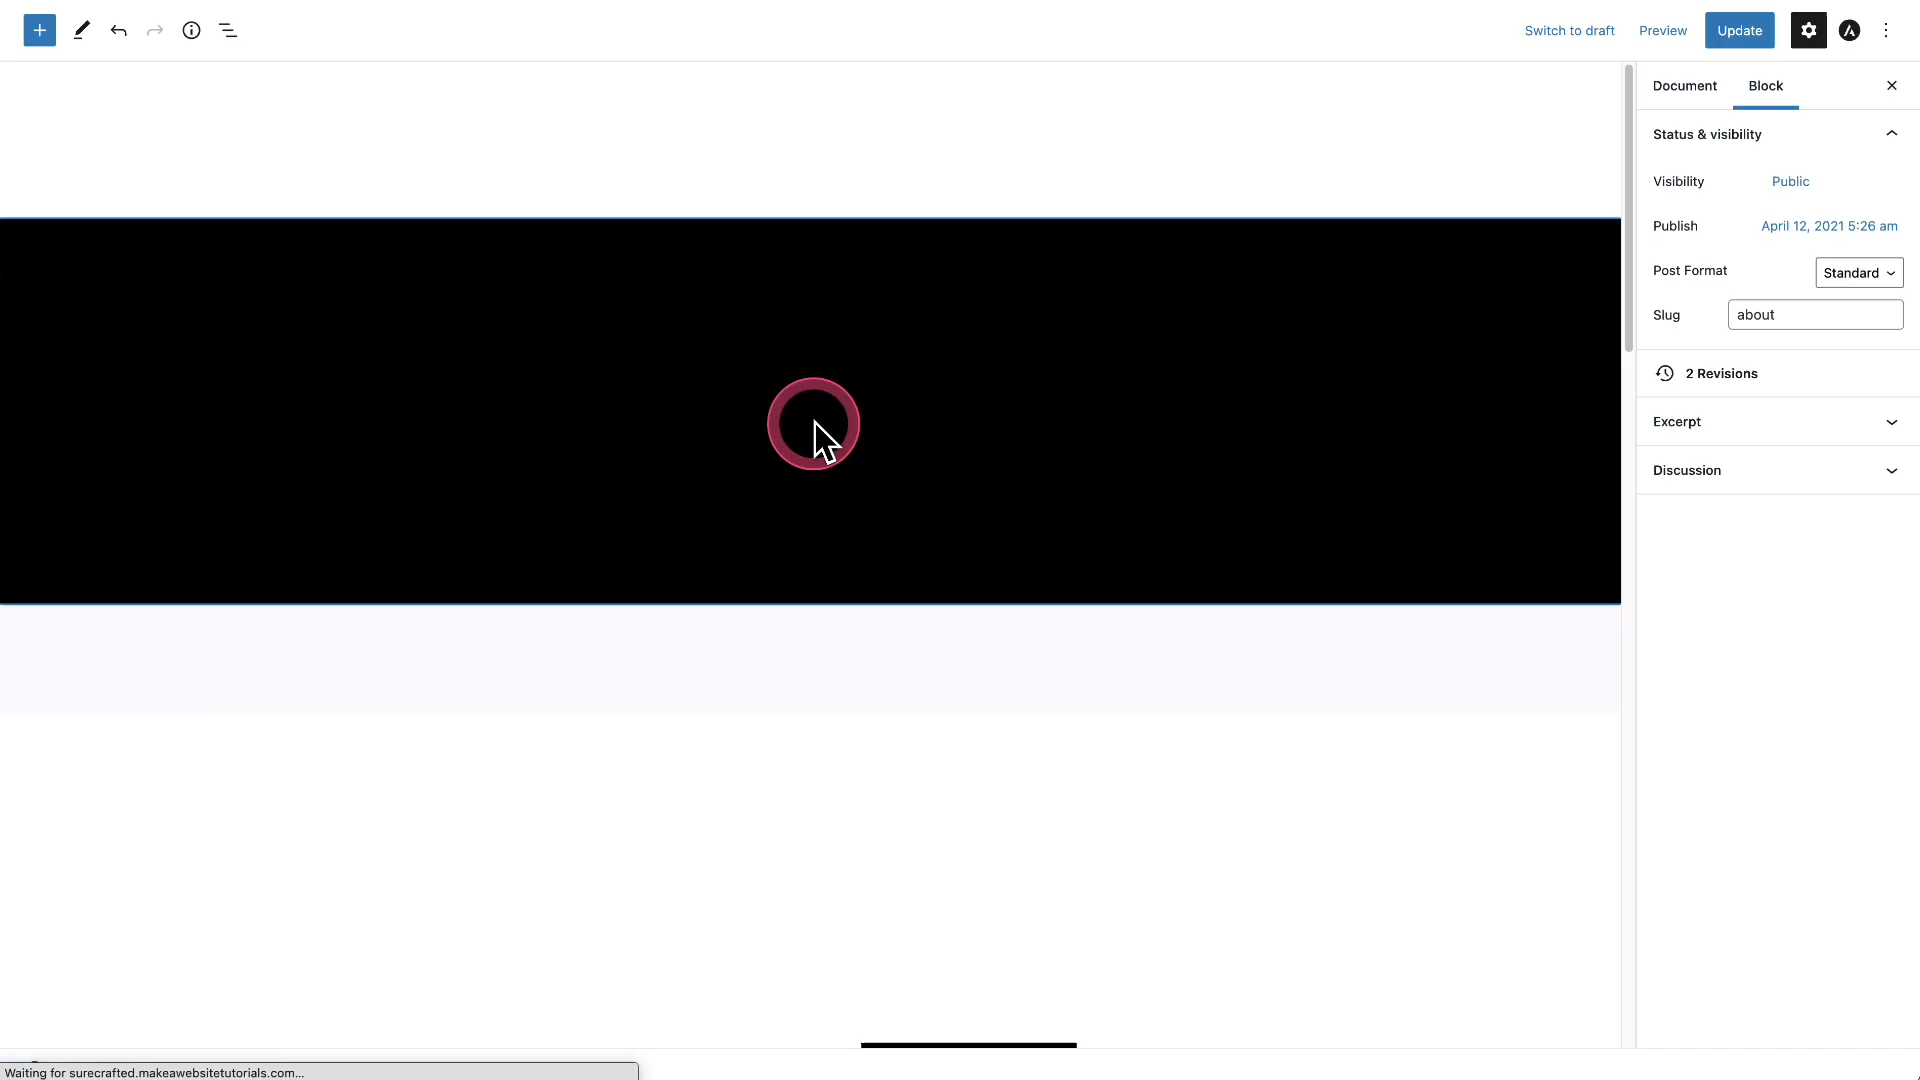 Switch to draft
Preview
Update
Document
Block
Status & visibility
Visibility
Public
Publish
April 12, 2021 5:26 am
Post Format
Standard
Slug
about
2 Revisions
Excerpt
Discussion
Waiting for surecrafted.makeawebsitetutorials.com...